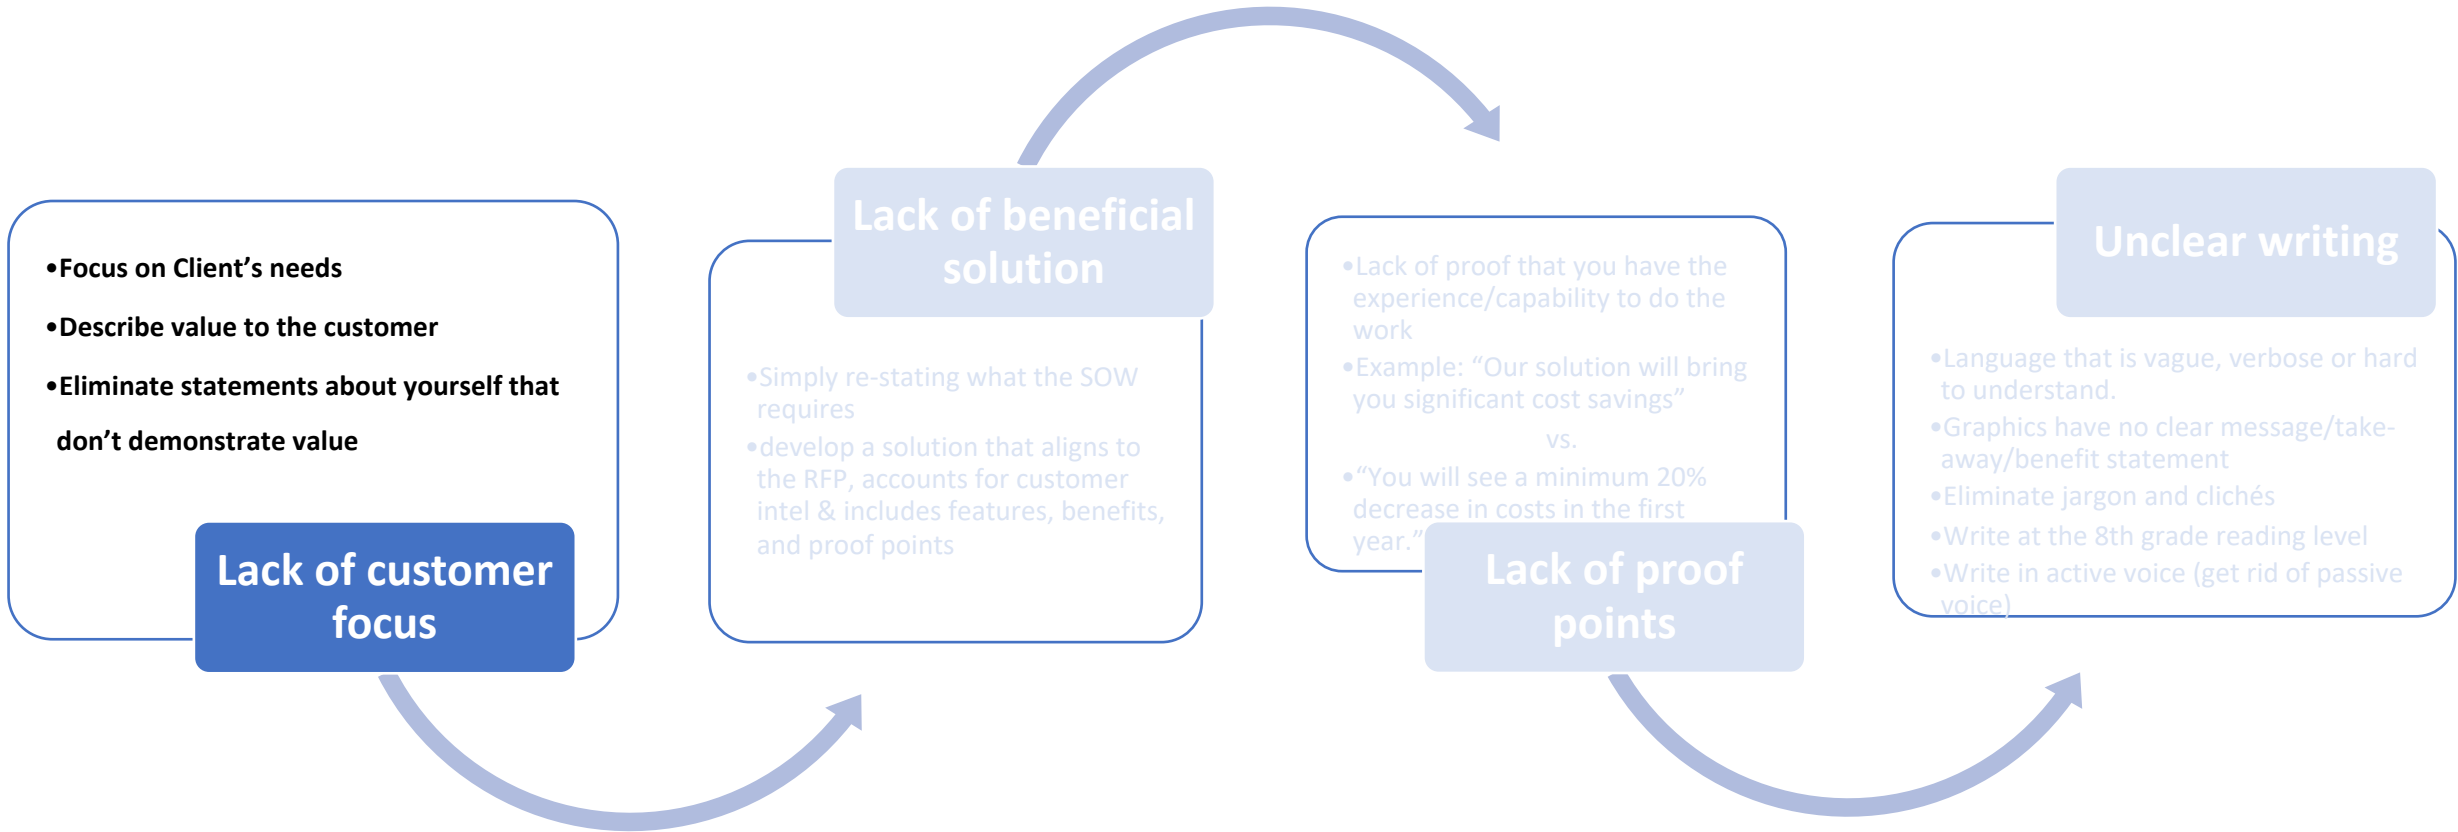 •Focus on Client’s needs
•Describe value to the customer
•Eliminate statements about yourself that
don’t demonstrate value
Lack of customer
focus
Lack of beneficial
solution
•Simply re-stating what the SOW
requires
•develop a solution that aligns to
the RFP, accounts for customer
intel & includes features, benefits,
and proof points
•Lack of proof that you have the
experience/capability to do the
work
•Example: “Our solution will bring
you significant cost savings”
vs.
•“You will see a minimum 20%
decrease in costs in the first
year.”
Lack of proof
points
Unclear writing
•Language that is vague, verbose or hard
to understand.
•Graphics have no clear message/take-
away/benefit statement
•Eliminate jargon and clichés
•Write at the 8th grade reading level
•Write in active voice (get rid of passive
voice)